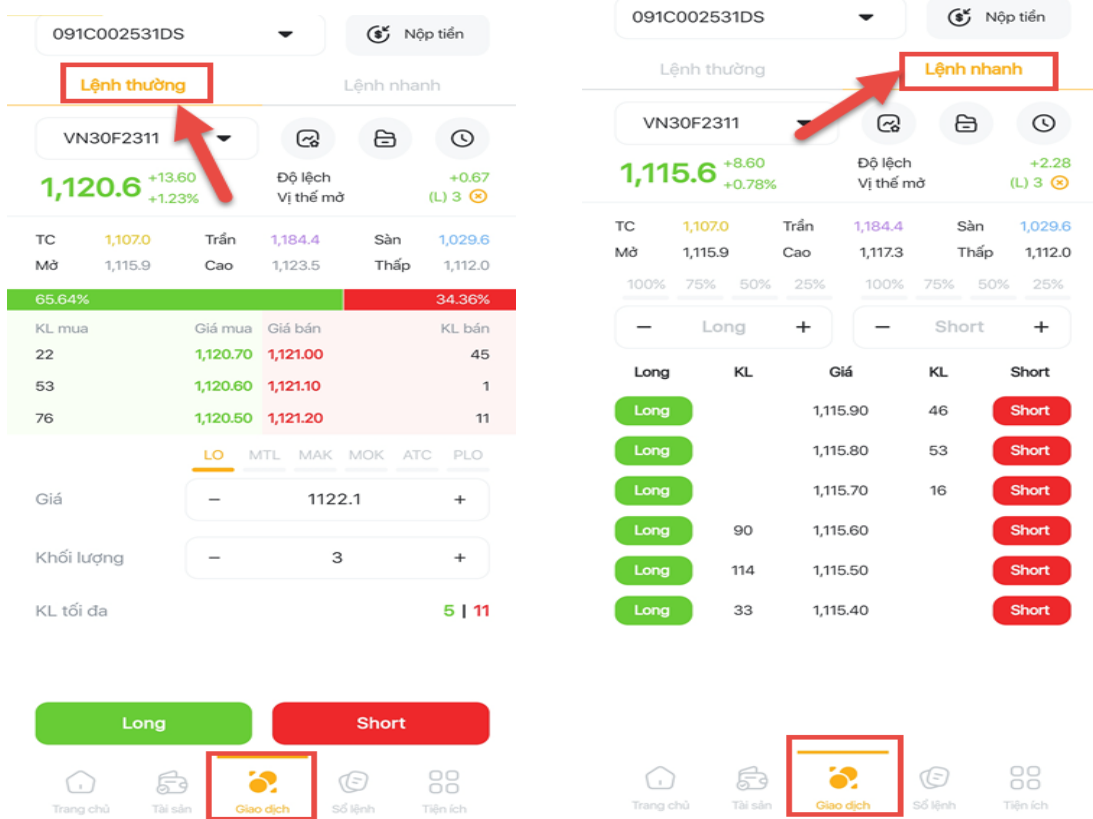 091C002531DS Nộp tiền
Lệnh thường Lệnh nhanh
VN30F2311
1,120.6 +13.60 +1.23%
Độ lệch +0.67
Vị thế mở (L) 3
TC 1,107.0 Trần 1,184.4 Sàn 1,029.6
Mở 1,115.9 Cao 1,123.5 Thấp 1,112.0
65.64% 34.36%
KL mua Giá mua Giá bán KL bán
22 1,120.70 1,121.00 45
53 1,120.60 1,121.10 1
76 1,120.50 1,121.20 11
LO MTL MAK MOK ATC PLO
Giá − 1122.1 +
Khối lượng − 3 +
KL tối đa 5 | 11
Long Short
Trang chủ Tài sản Giao dịch Sổ lệnh Tiện ích
091C002531DS Nộp tiền
Lệnh thường Lệnh nhanh
VN30F2311
1,115.6 +8.60 +0.78%
Độ lệch +2.28
Vị thế mở (L) 3
TC 1,107.0 Trần 1,184.4 Sàn 1,029.6
Mở 1,115.9 Cao 1,117.3 Thấp 1,112.0
100% 75% 50% 25% 100% 75% 50% 25%
− Long + − Short +
Long KL Giá KL Short
Long 1,115.90 46 Short
Long 1,115.80 53 Short
Long 1,115.70 16 Short
Long 90 1,115.60 Short
Long 114 1,115.50 Short
Long 33 1,115.40 Short
Trang chủ Tài sản Giao dịch Sổ lệnh Tiện ích